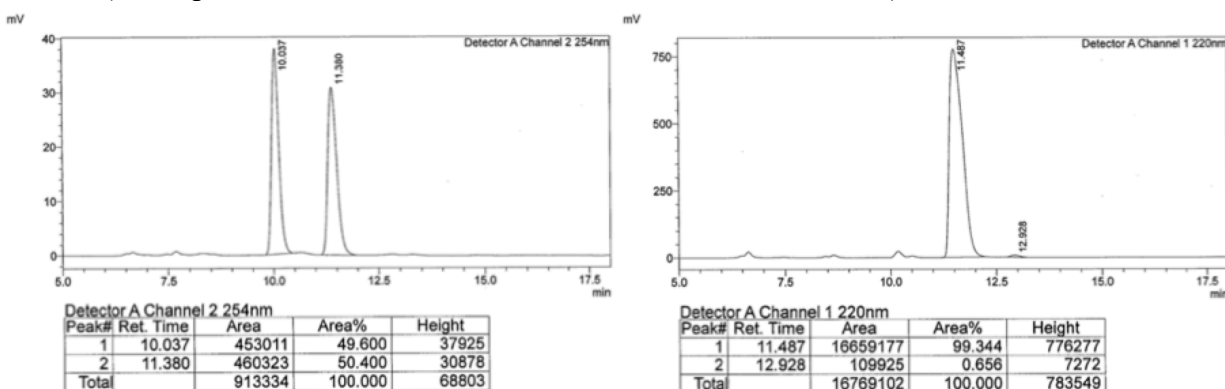 mV
Detector A Channel 2 254nm
40
30
20
10
0
10.037
11.380
5.0 7.5 10.0 12.5 15.0 17.5
min
Detector A Channel 2 254nm
Peak# Ret. Time Area Area% Height
1 10.037 453011 49.600 37925
2 11.380 460323 50.400 30878
Total 913334 100.000 68803
mV
Detector A Channel 1 220nm
750
500
250
0
11.487
12.928
5.0 7.5 10.0 12.5 15.0 17.5
min
Detector A Channel 1 220nm
Peak# Ret. Time Area Area% Height
1 11.487 16659177 99.344 776277
2 12.928 109925 0.656 7272
Total 16769102 100.000 783549